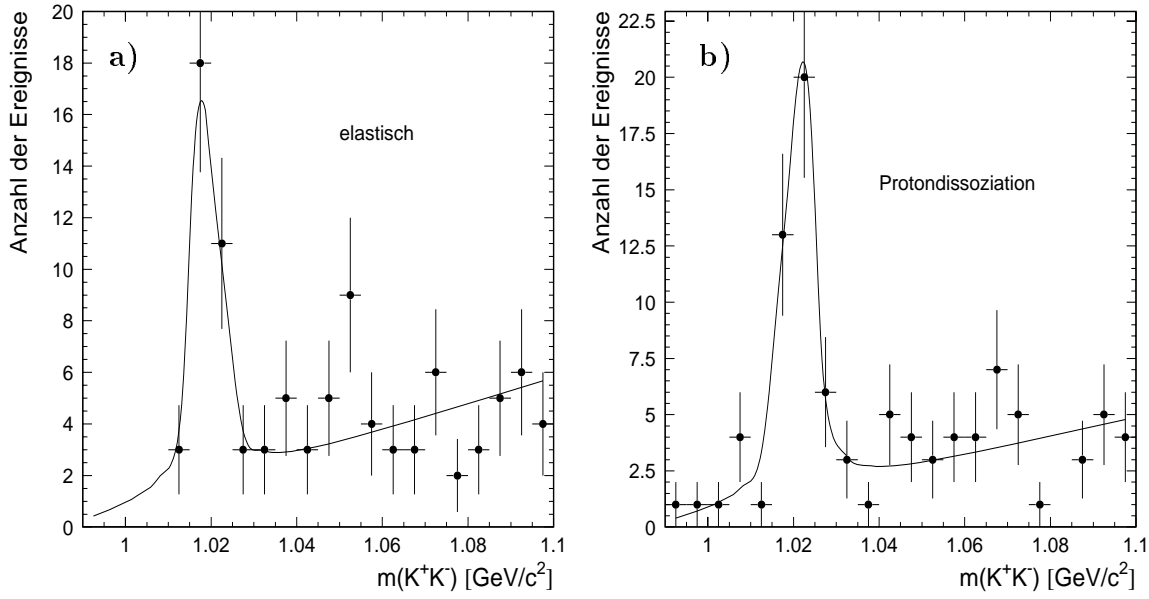 Anzahl der Ereignisse
20
18
16
14
12
10
8
6
4
2
0
a)
elastisch
1 1.02 1.04 1.06 1.08 1.1
m(K⁺K⁻) [GeV/c²]
Anzahl der Ereignisse
22.5
20
17.5
15
12.5
10
7.5
5
2.5
0
b)
Protondissoziation
1 1.02 1.04 1.06 1.08 1.1
m(K⁺K⁻) [GeV/c²]